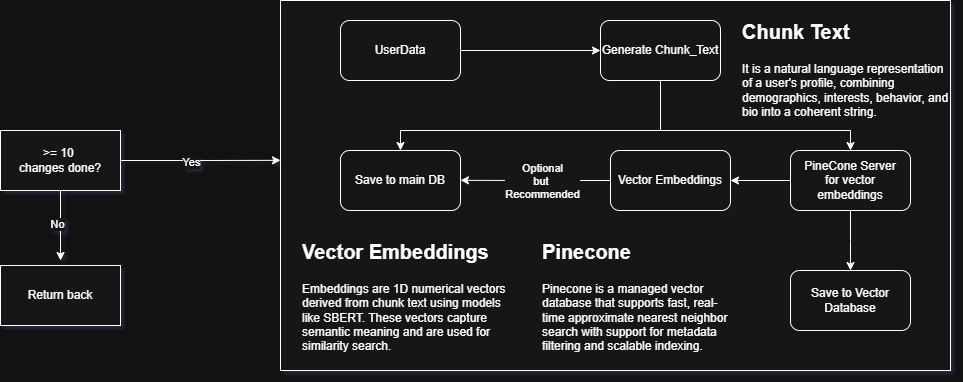 UserData
Generate Chunk_Text
Chunk Text
It is a natural language representation
of a user's profile, combining
demographics, interests, behavior, and
bio into a coherent string.
>= 10
changes done?
Yes
No
Return back
Save to main DB
Optional
but
Recommended
Vector Embeddings
PineCone Server
for vector
embeddings
Save to Vector
Database
Vector Embeddings
Embeddings are 1D numerical vectors
derived from chunk text using models
like SBERT. These vectors capture
semantic meaning and are used for
similarity search.
Pinecone
Pinecone is a managed vector
database that supports fast, real-
time approximate nearest neighbor
search with support for metadata
filtering and scalable indexing.